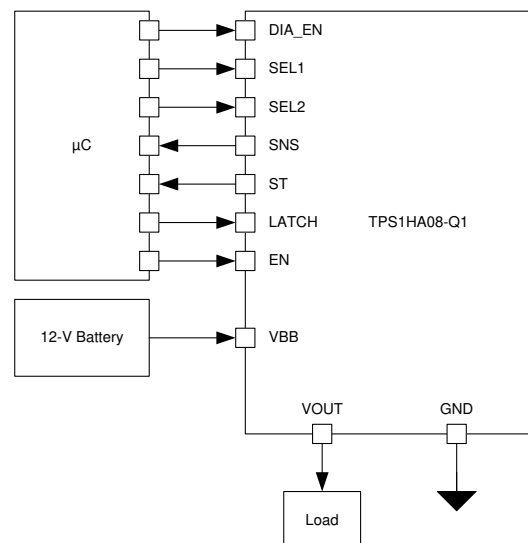 DIA_EN
SEL1
SEL2
µC
SNS
ST
LATCH
TPS1HA08-Q1
EN
12-V Battery
VBB
VOUT
GND
Load